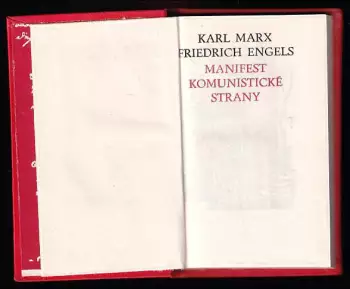 KARL MARX
FRIEDRICH ENGELS
MANIFEST
KOMUNISTICKÉ
STRANY